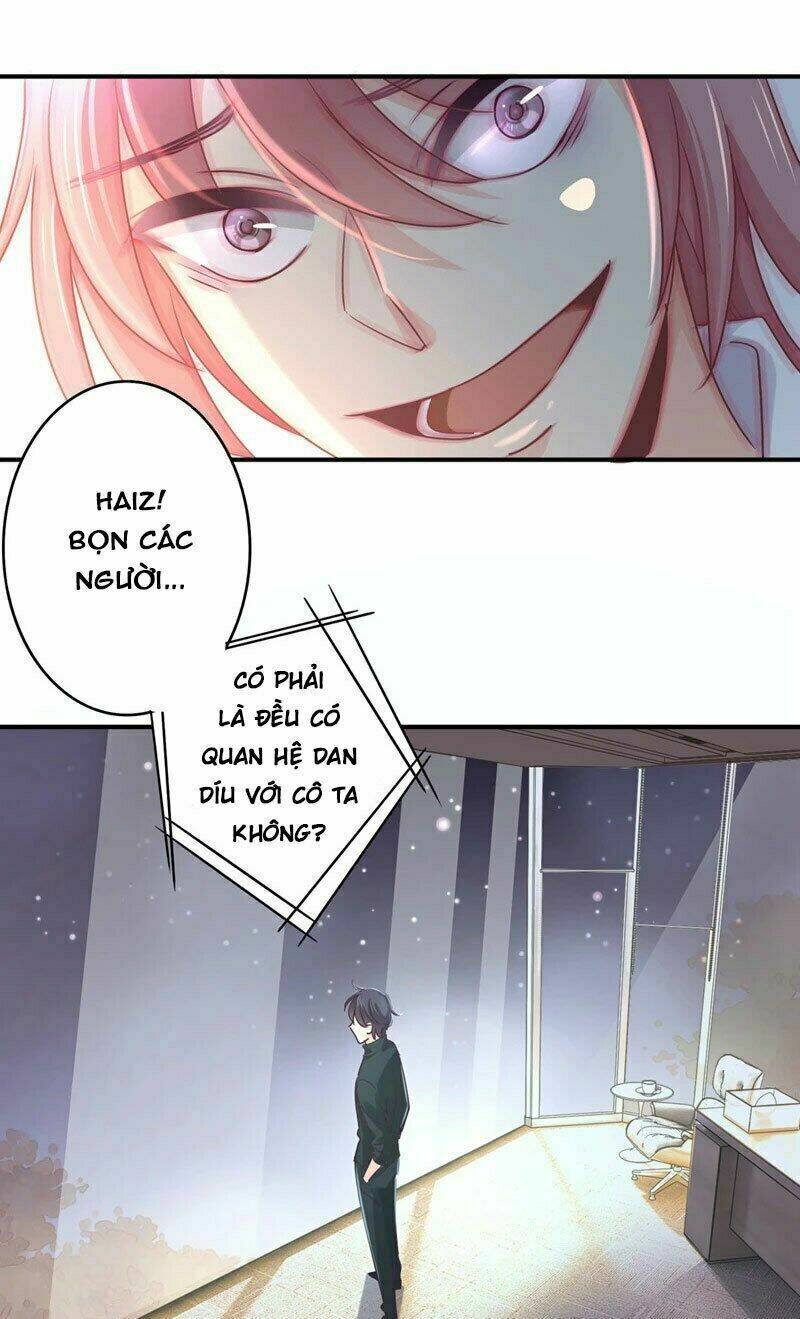 HAIZ!
BỌN CÁC
NGƯỜI...
CÓ PHẢI
LÀ ĐỀU CÓ
QUAN HỆ DAN
DÍU VỚI CÔ TA
KHÔNG?